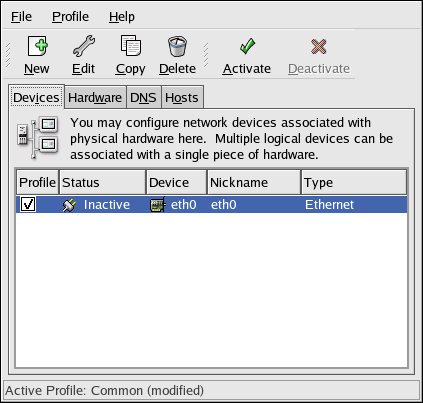 File Profile Help
New Edit Copy Delete Activate Deactivate
Devices Hardware DNS Hosts
You may configure network devices associated with
physical hardware here. Multiple logical devices can be
associated with a single piece of hardware.
Profile Status Device Nickname Type
Inactive eth0 eth0 Ethernet
Active Profile: Common (modified)